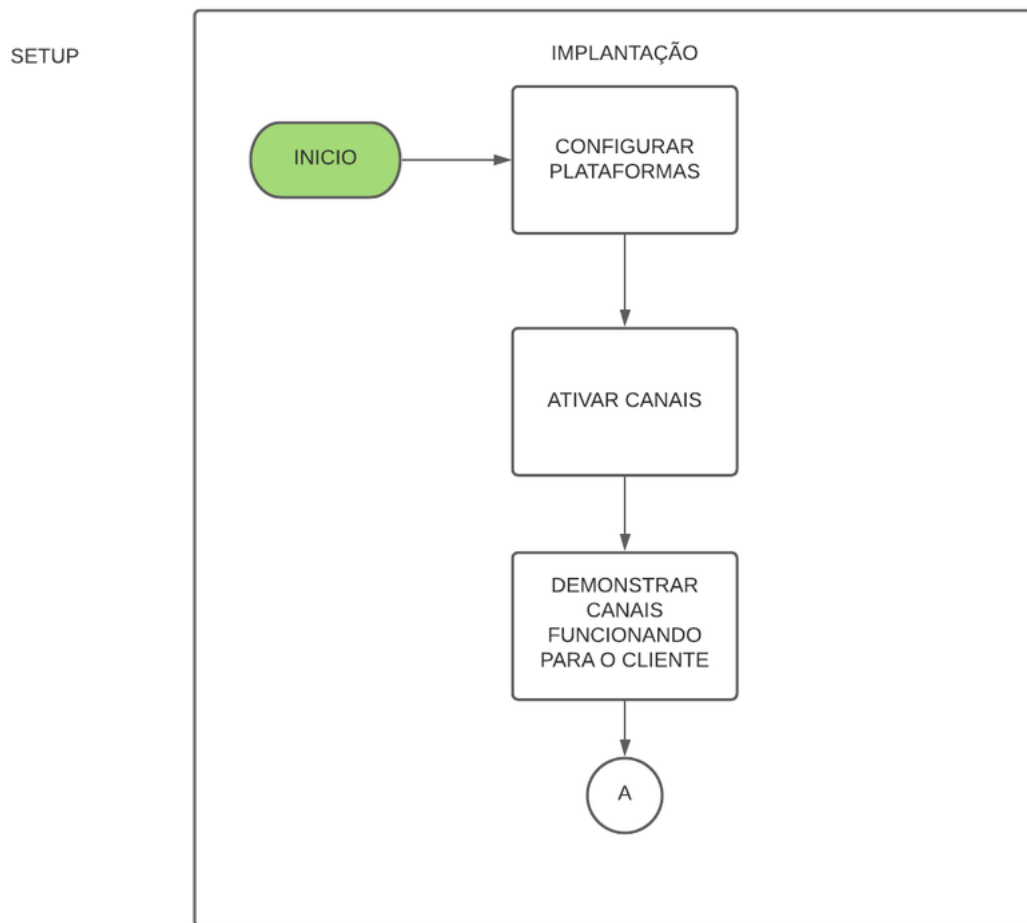 SETUP
IMPLANTAÇÃO
INICIO
CONFIGURAR
PLATAFORMAS
ATIVAR CANAIS
DEMONSTRAR
CANAIS
FUNCIONANDO
PARA O CLIENTE
A